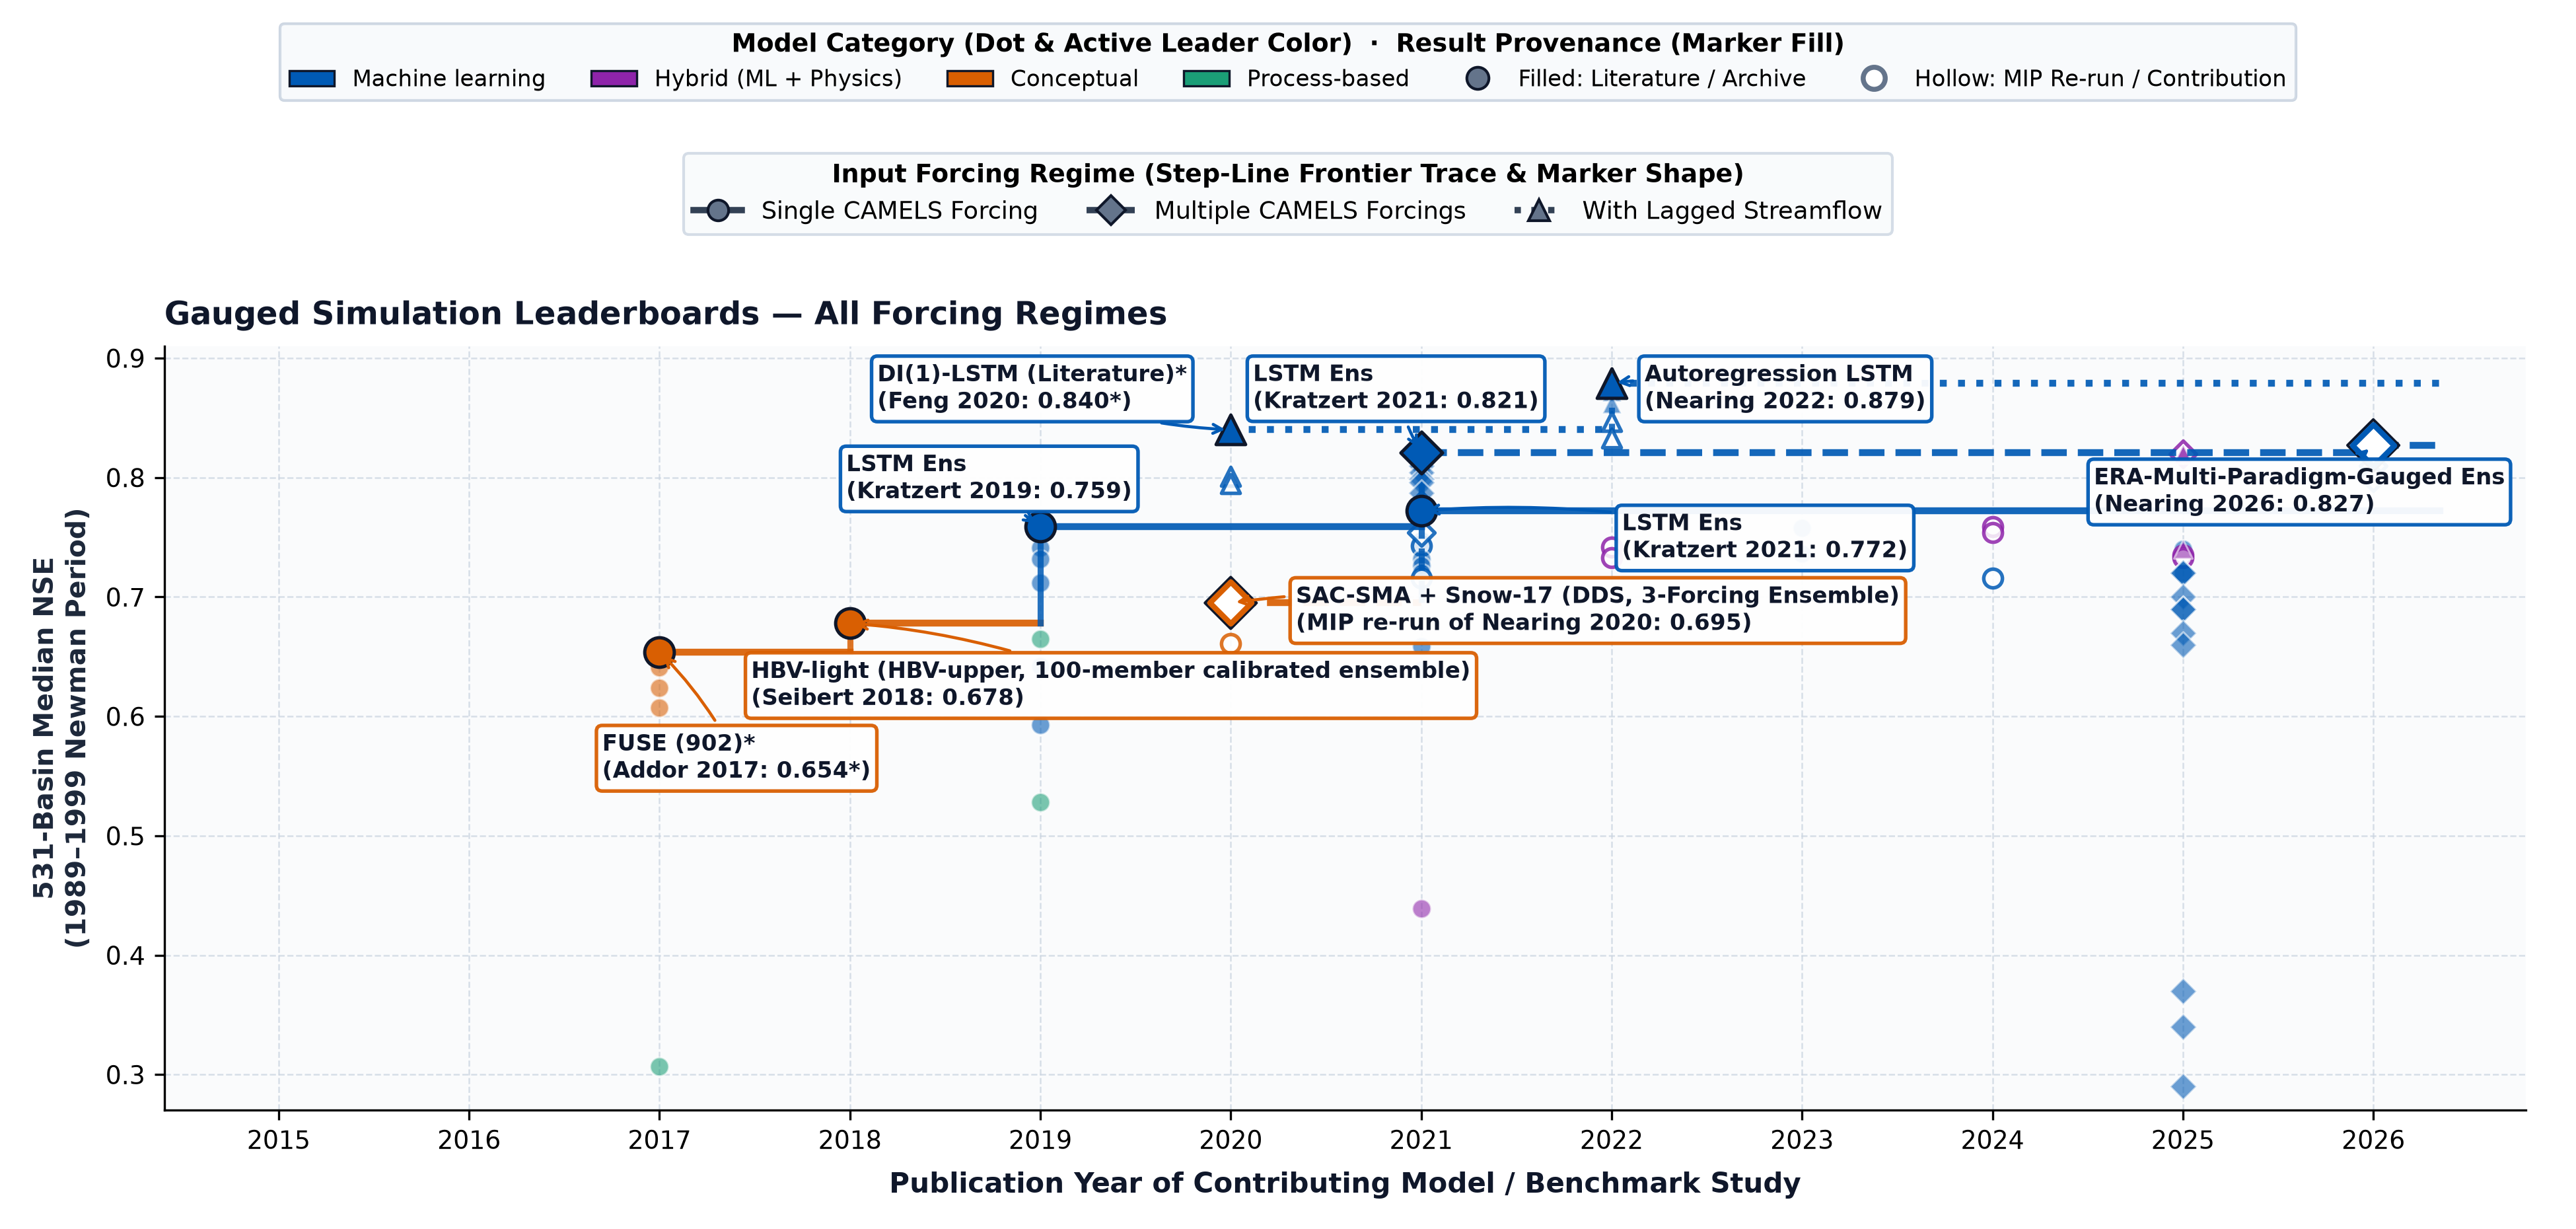 Model Category (Dot & Active Leader Color)  ·  Result Provenance (Marker Fill)
Machine learning
Hybrid (ML + Physics)
Conceptual
Process-based
Filled: Literature / Archive
Hollow: MIP Re-run / Contribution
Input Forcing Regime (Step-Line Frontier Trace & Marker Shape)
Single CAMELS Forcing
Multiple CAMELS Forcings
With Lagged Streamflow
Gauged Simulation Leaderboards — All Forcing Regimes
531-Basin Median NSE
(1989–1999 Newman Period)
0.9
0.8
0.7
0.6
0.5
0.4
0.3
DI(1)-LSTM (Literature)*
(Feng 2020: 0.840*)
LSTM Ens
(Kratzert 2021: 0.821)
Autoregression LSTM
(Nearing 2022: 0.879)
LSTM Ens
(Kratzert 2019: 0.759)
ERA-Multi-Paradigm-Gauged Ens
(Nearing 2026: 0.827)
LSTM Ens
(Kratzert 2021: 0.772)
SAC-SMA + Snow-17 (DDS, 3-Forcing Ensemble)
(MIP re-run of Nearing 2020: 0.695)
HBV-light (HBV-upper, 100-member calibrated ensemble)
(Seibert 2018: 0.678)
FUSE (902)*
(Addor 2017: 0.654*)
2015
2016
2017
2018
2019
2020
2021
2022
2023
2024
2025
2026
Publication Year of Contributing Model / Benchmark Study